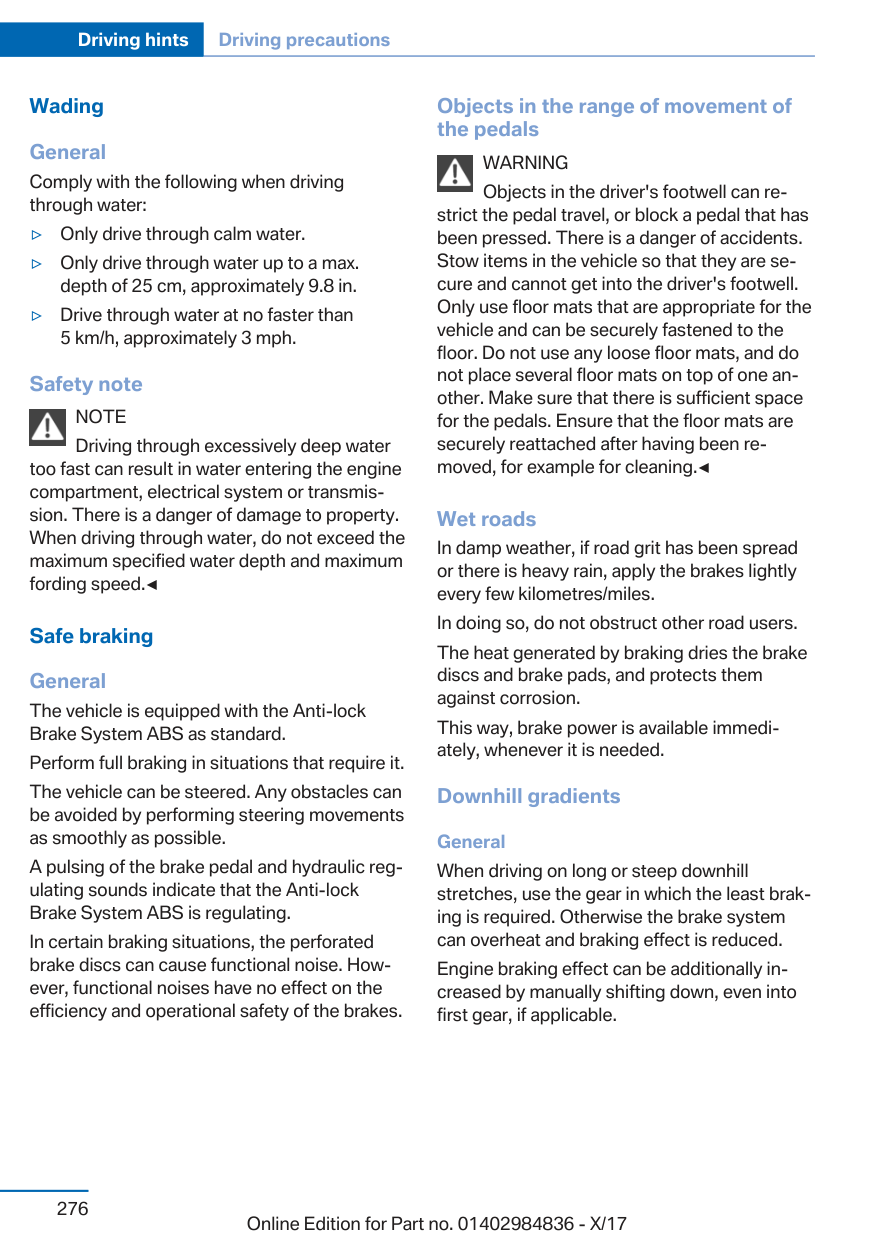 Driving hints Driving precautions
Wading
General
Comply with the following when driving
through water:
▷ Only drive through calm water.
▷ Only drive through water up to a max.
depth of 25 cm, approximately 9.8 in.
▷ Drive through water at no faster than
5 km/h, approximately 3 mph.
Safety note
NOTE
Driving through excessively deep water
too fast can result in water entering the engine
compartment, electrical system or transmis-
sion. There is a danger of damage to property.
When driving through water, do not exceed the
maximum specified water depth and maximum
fording speed.◄
Safe braking
General
The vehicle is equipped with the Anti-lock
Brake System ABS as standard.
Perform full braking in situations that require it.
The vehicle can be steered. Any obstacles can
be avoided by performing steering movements
as smoothly as possible.
A pulsing of the brake pedal and hydraulic reg-
ulating sounds indicate that the Anti-lock
Brake System ABS is regulating.
In certain braking situations, the perforated
brake discs can cause functional noise. How-
ever, functional noises have no effect on the
efficiency and operational safety of the brakes.
Objects in the range of movement of
the pedals
WARNING
Objects in the driver's footwell can re-
strict the pedal travel, or block a pedal that has
been pressed. There is a danger of accidents.
Stow items in the vehicle so that they are se-
cure and cannot get into the driver's footwell.
Only use floor mats that are appropriate for the
vehicle and can be securely fastened to the
floor. Do not use any loose floor mats, and do
not place several floor mats on top of one an-
other. Make sure that there is sufficient space
for the pedals. Ensure that the floor mats are
securely reattached after having been re-
moved, for example for cleaning.◄
Wet roads
In damp weather, if road grit has been spread
or there is heavy rain, apply the brakes lightly
every few kilometres/miles.
In doing so, do not obstruct other road users.
The heat generated by braking dries the brake
discs and brake pads, and protects them
against corrosion.
This way, brake power is available immedi-
ately, whenever it is needed.
Downhill gradients
General
When driving on long or steep downhill
stretches, use the gear in which the least brak-
ing is required. Otherwise the brake system
can overheat and braking effect is reduced.
Engine braking effect can be additionally in-
creased by manually shifting down, even into
first gear, if applicable.
276
Online Edition for Part no. 01402984836 - X/17